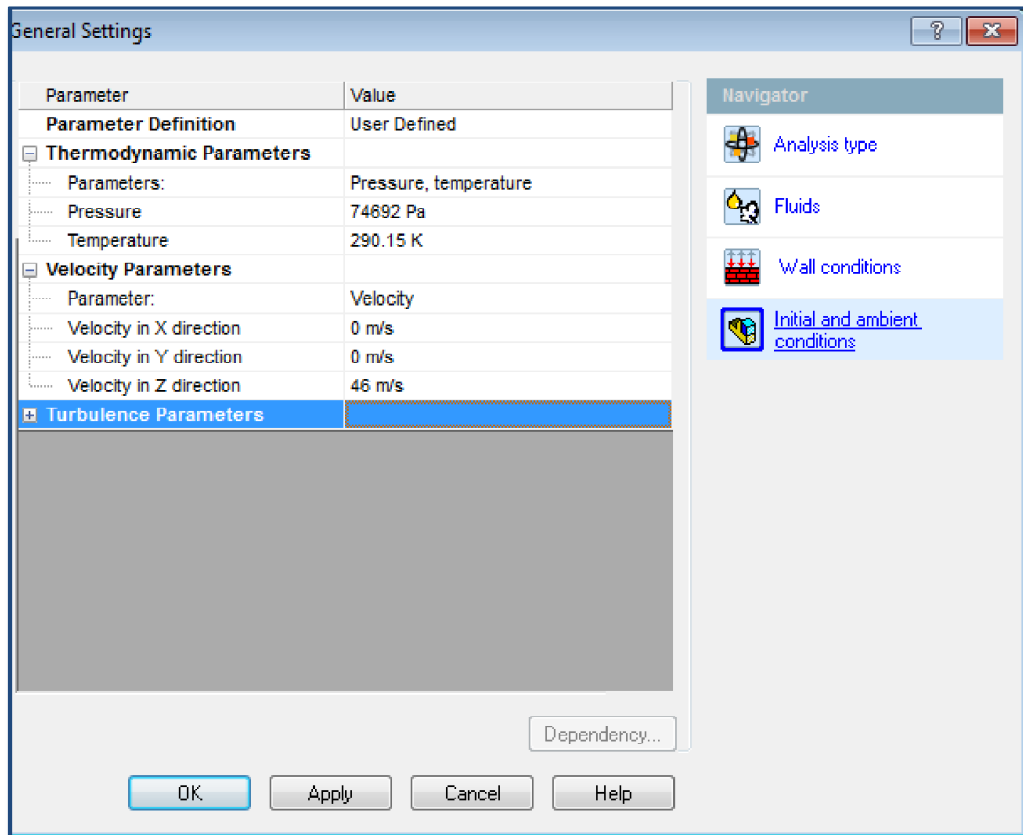 General Settings
?
Parameter Value
Parameter Definition User Defined
Thermodynamic Parameters
Parameters: Pressure, temperature
Pressure 74692 Pa
Temperature 290.15 K
Velocity Parameters
Parameter: Velocity
Velocity in X direction 0 m/s
Velocity in Y direction 0 m/s
Velocity in Z direction 46 m/s
Turbulence Parameters
Dependency...
OK Apply Cancel Help
Navigator
Analysis type
Fluids
Wall conditions
Initial and ambient
conditions